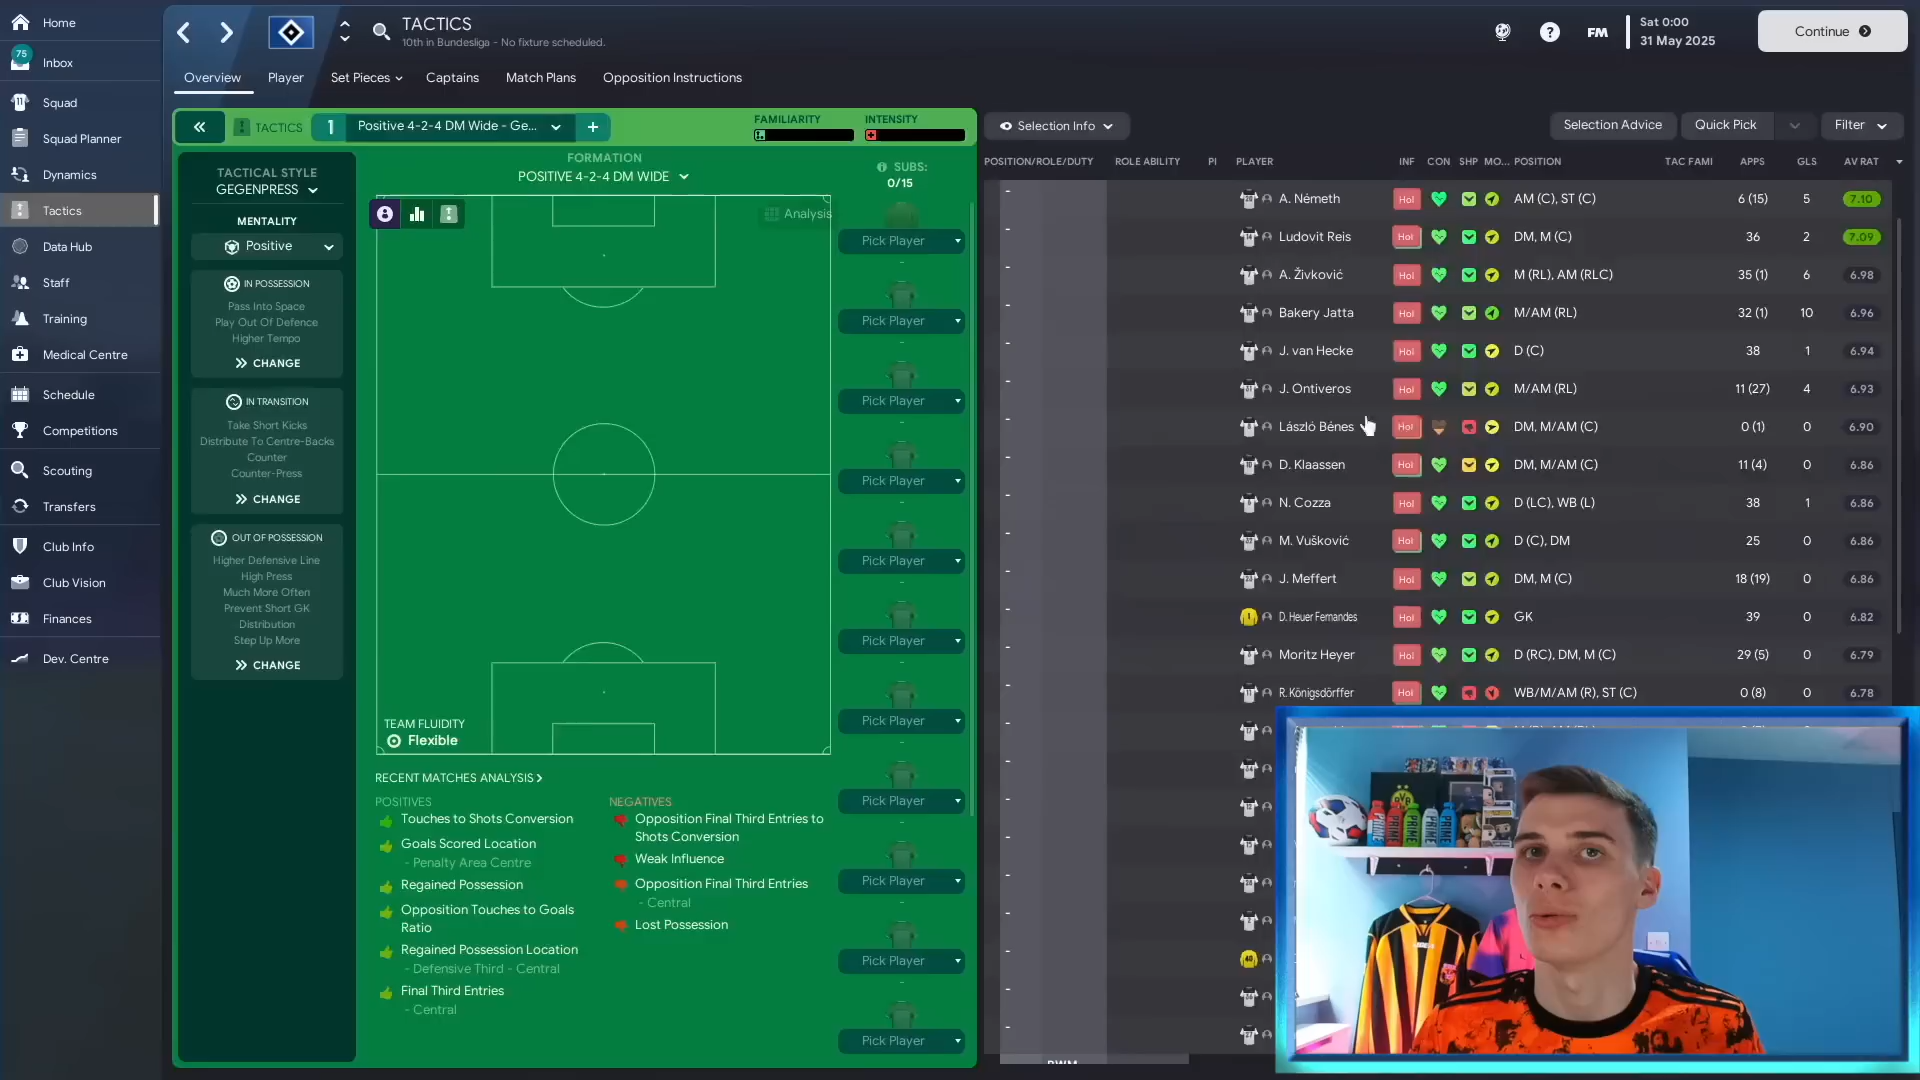 Home
75
Inbox
Squad
Squad Planner
Dynamics
Tactics
Data Hub
Staff
Training
Medical Centre
Schedule
Competitions
Scouting
Transfers
Club Info
Club Vision
Finances
Dev. Centre
TACTICS
10th in Bundesliga - No fixture scheduled.
FM
Sat 0:00
31 May 2025
Continue
Overview
Player
Set Pieces
Captains
Match Plans
Opposition Instructions
TACTICS
1
Positive 4-2-4 DM Wide - Ge...
FAMILIARITY
INTENSITY
TACTICAL STYLE
GEGENPRESS
MENTALITY
Positive
IN POSSESSION
Pass Into Space
Play Out Of Defence
Higher Tempo
CHANGE
IN TRANSITION
Take Short Kicks
Distribute To Centre-Backs
Counter
Counter-Press
CHANGE
OUT OF POSSESSION
Higher Defensive Line
High Press
Much More Often
Prevent Short GK
Distribution
Step Up More
CHANGE
FORMATION
POSITIVE 4-2-4 DM WIDE
Analysis
TEAM FLUIDITY
Flexible
SUBS:
0/15
Pick Player
-
Pick Player
-
Pick Player
-
Pick Player
-
Pick Player
-
Pick Player
-
Pick Player
-
Pick Player
-
Pick Player
-
Pick Player
-
Pick Player
RECENT MATCHES ANALYSIS
POSITIVES
Touches to Shots Conversion
Goals Scored Location
- Penalty Area Centre
Regained Possession
Opposition Touches to Goals
Ratio
Regained Possession Location
- Defensive Third - Central
Final Third Entries
- Central
NEGATIVES
Opposition Final Third Entries to
Shots Conversion
Weak Influence
Opposition Final Third Entries
- Central
Lost Possession
Selection Info
Selection Advice
Quick Pick
Filter
POSITION/ROLE/DUTY ROLE ABILITY PI PLAYER INF CON SHP MO... POSITION TAC FAMI APPS GLS AV RAT
- A. Németh Hol AM (C), ST (C) 6 (15) 5 7.10
- Ludovit Reis Hol DM, M (C) 36 2 7.09
- A. Živković Hol M (RL), AM (RLC) 35 (1) 6 6.98
- Bakery Jatta Hol M/AM (RL) 32 (1) 10 6.96
- J. van Hecke Hol D (C) 38 1 6.94
- J. Ontiveros Hol M/AM (RL) 11 (27) 4 6.93
- László Bénes Hol DM, M/AM (C) 0 (1) 0 6.90
- D. Klaassen Hol DM, M/AM (C) 11 (4) 0 6.86
- N. Cozza Hol D (LC), WB (L) 38 1 6.86
- M. Vušković Hol D (C), DM 25 0 6.86
- J. Meffert Hol DM, M (C) 18 (19) 0 6.86
- D. Heuer Fernandes Hol GK 39 0 6.82
- Moritz Heyer Hol D (RC), DM, M (C) 29 (5) 0 6.79
- R. Königsdörffer Hol WB/M/AM (R), ST (C) 0 (8) 0 6.78
-
-
-
-
-
-
-
-
-
PRIME
PRIME
PRIME
PRIME